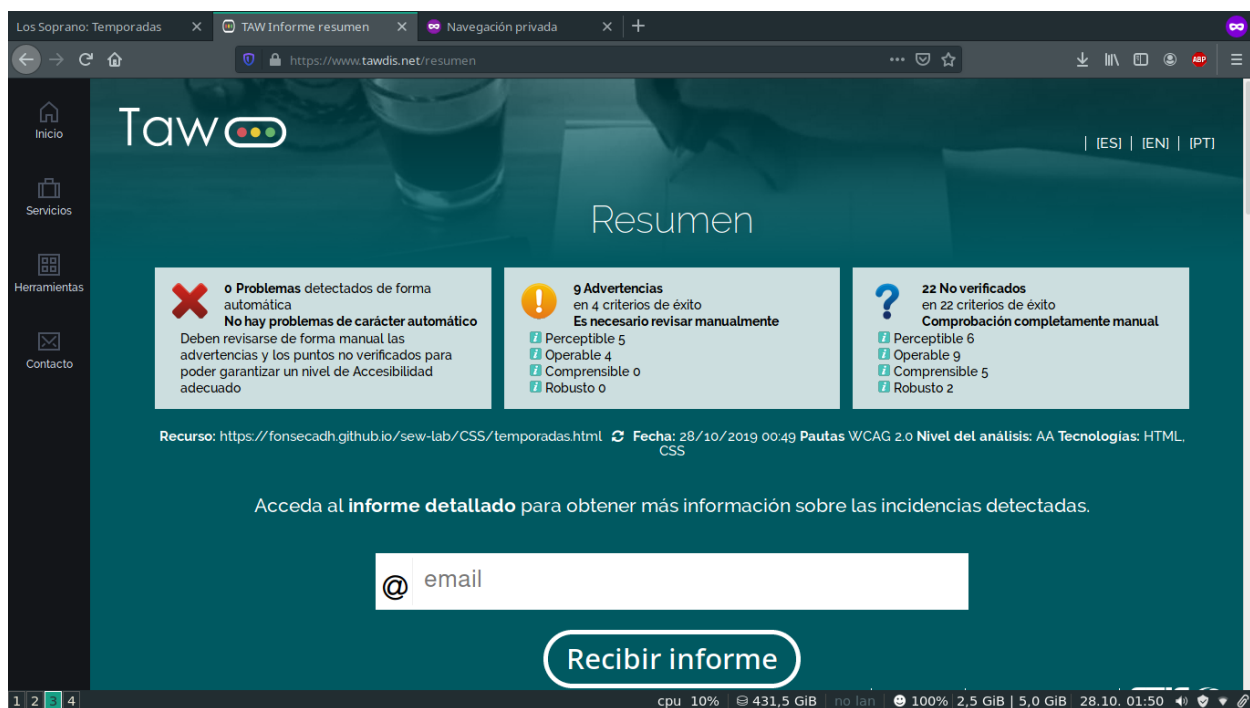 Los Soprano: Temporadas
TAW Informe resumen
Navegación privada
https://www.tawdis.net/resumen
ABP
Inicio
Servicios
Herramientas
Contacto
Taw
| [ES] | [EN] | [PT]
Resumen
0 Problemas detectados de forma
automática
No hay problemas de carácter automático
Deben revisarse de forma manual las
advertencias y los puntos no verificados para
poder garantizar un nivel de Accesibilidad
adecuado
9 Advertencias
en 4 criterios de éxito
Es necesario revisar manualmente
Perceptible 5
Operable 4
Comprensible 0
Robusto 0
22 No verificados
en 22 criterios de éxito
Comprobación completamente manual
Perceptible 6
Operable 9
Comprensible 5
Robusto 2
Recurso: https://fonsecadh.github.io/sew-lab/CSS/temporadas.html Fecha: 28/10/2019 00:49 Pautas WCAG 2.0 Nivel del análisis: AA Tecnologías: HTML,
CSS
Acceda al informe detallado para obtener más información sobre las incidencias detectadas.
@ email
Recibir informe
1 2 3 4
cpu 10% 431,5 GiB no lan 100% 2,5 GiB | 5,0 GiB 28.10. 01:50